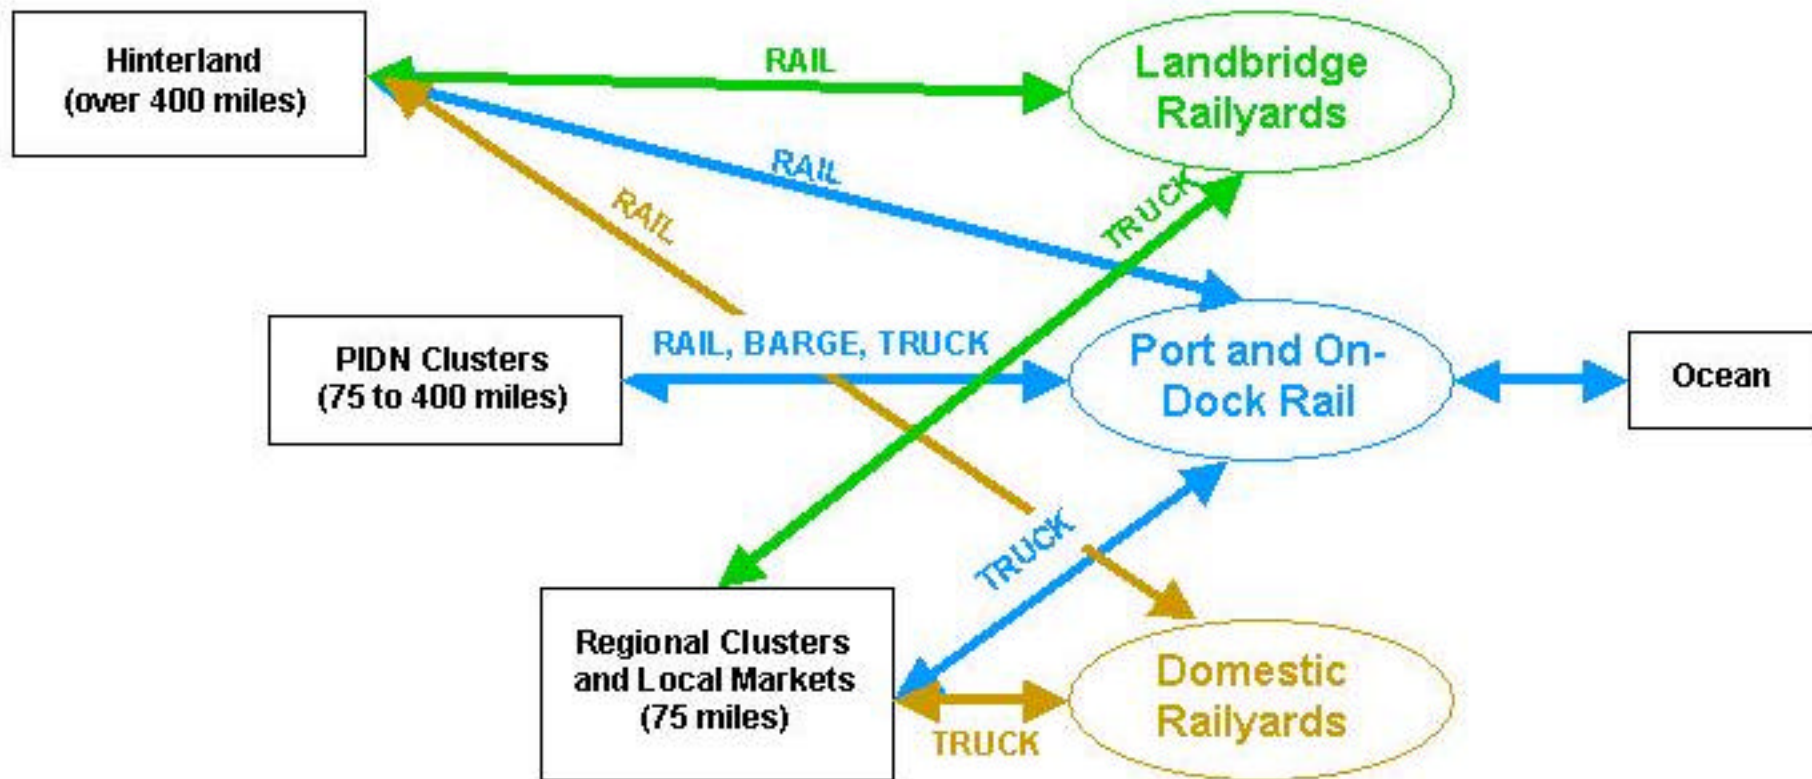 Hinterland
(over 400 miles)
RAIL
Landbridge
Railyards
RAIL
RAIL
TRUCK
PIDN Clusters
(75 to 400 miles)
RAIL, BARGE, TRUCK
Port and On-
Dock Rail
Ocean
TRUCK
Regional Clusters
and Local Markets
(75 miles)
TRUCK
Domestic
Railyards